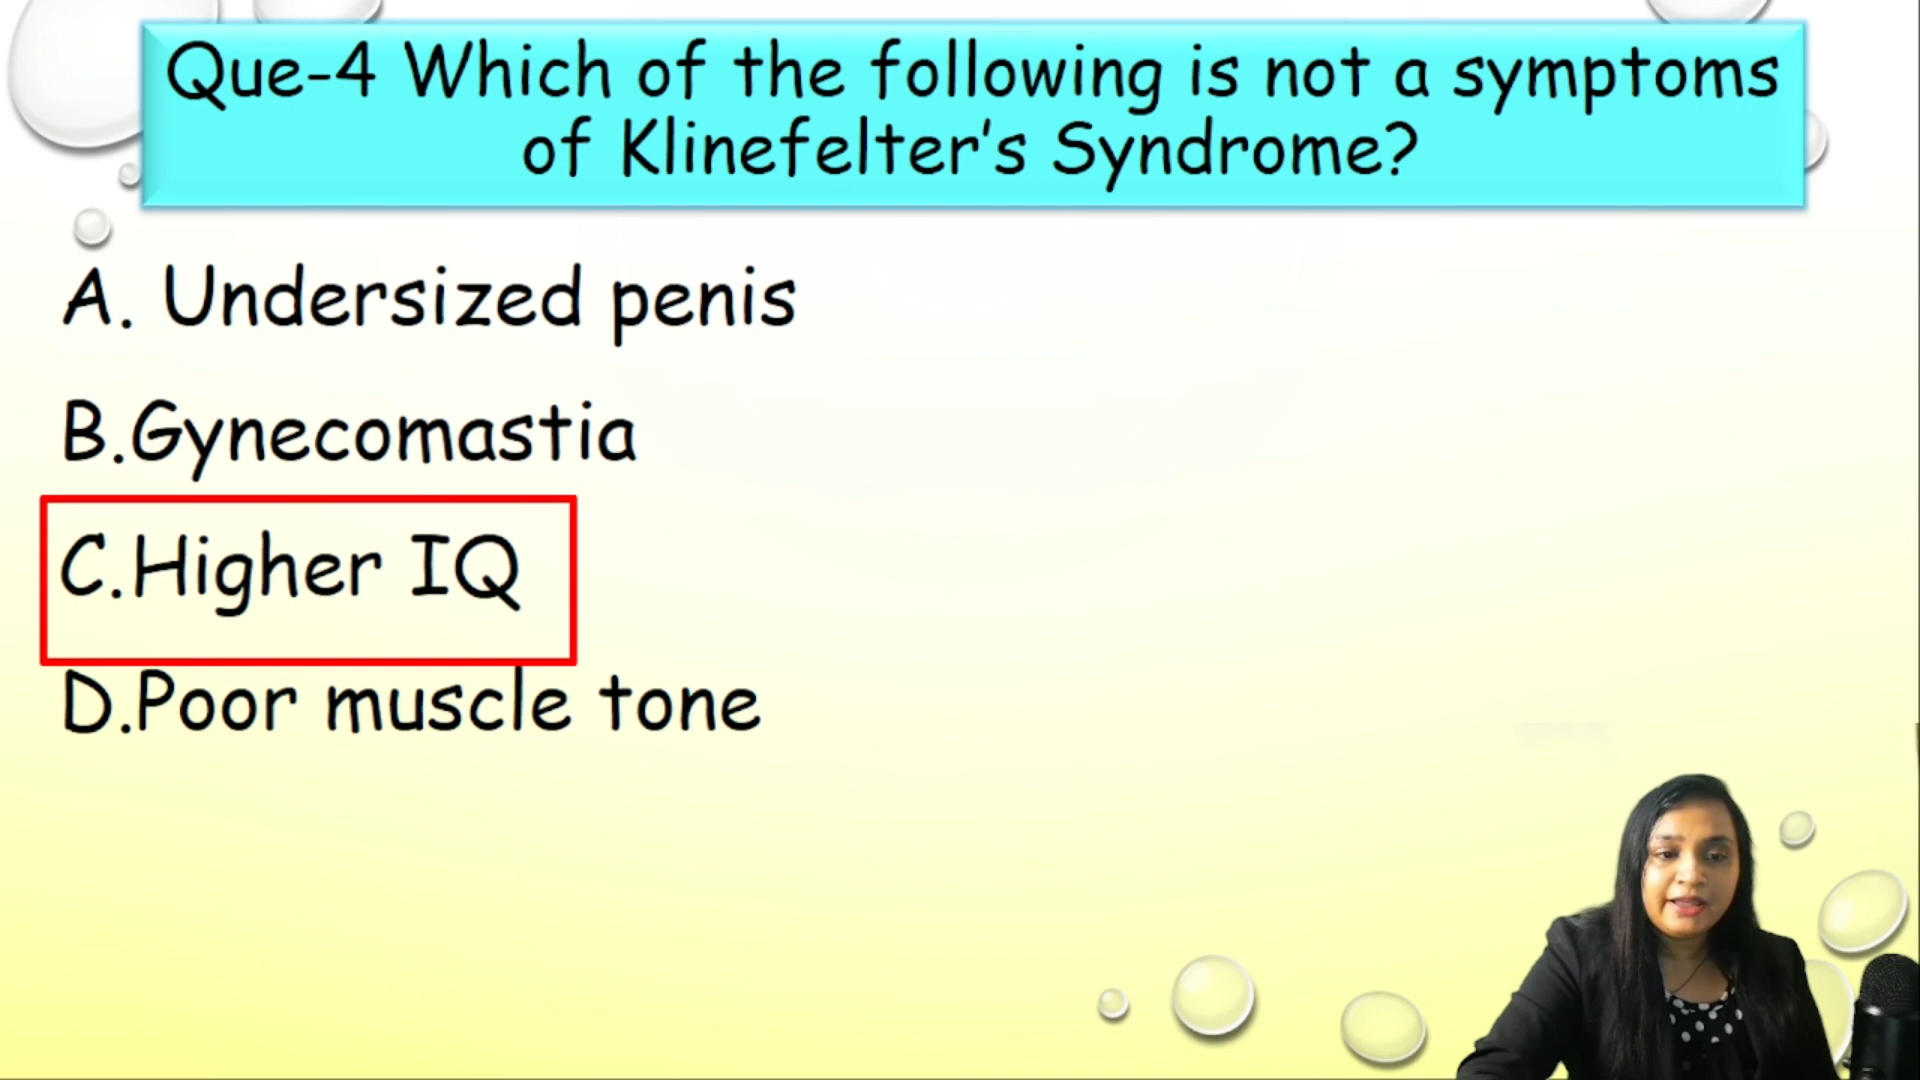 Que-4 Which of the following is not a symptoms
of Klinefelter's Syndrome?
A. Undersized penis
B.Gynecomastia
C.Higher IQ
D.Poor muscle tone